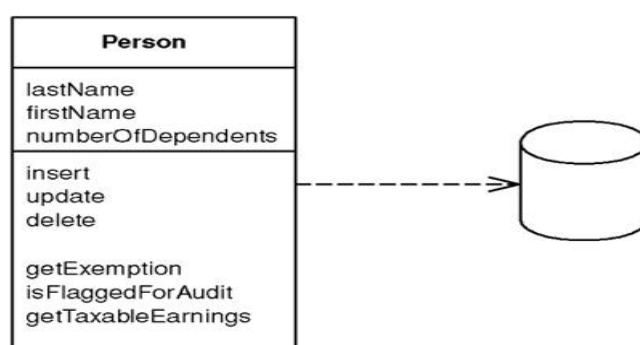 Person
lastName
firstName
numberOfDependents
insert
update
delete
getExemption
isFlaggedForAudit
getTaxableEarnings